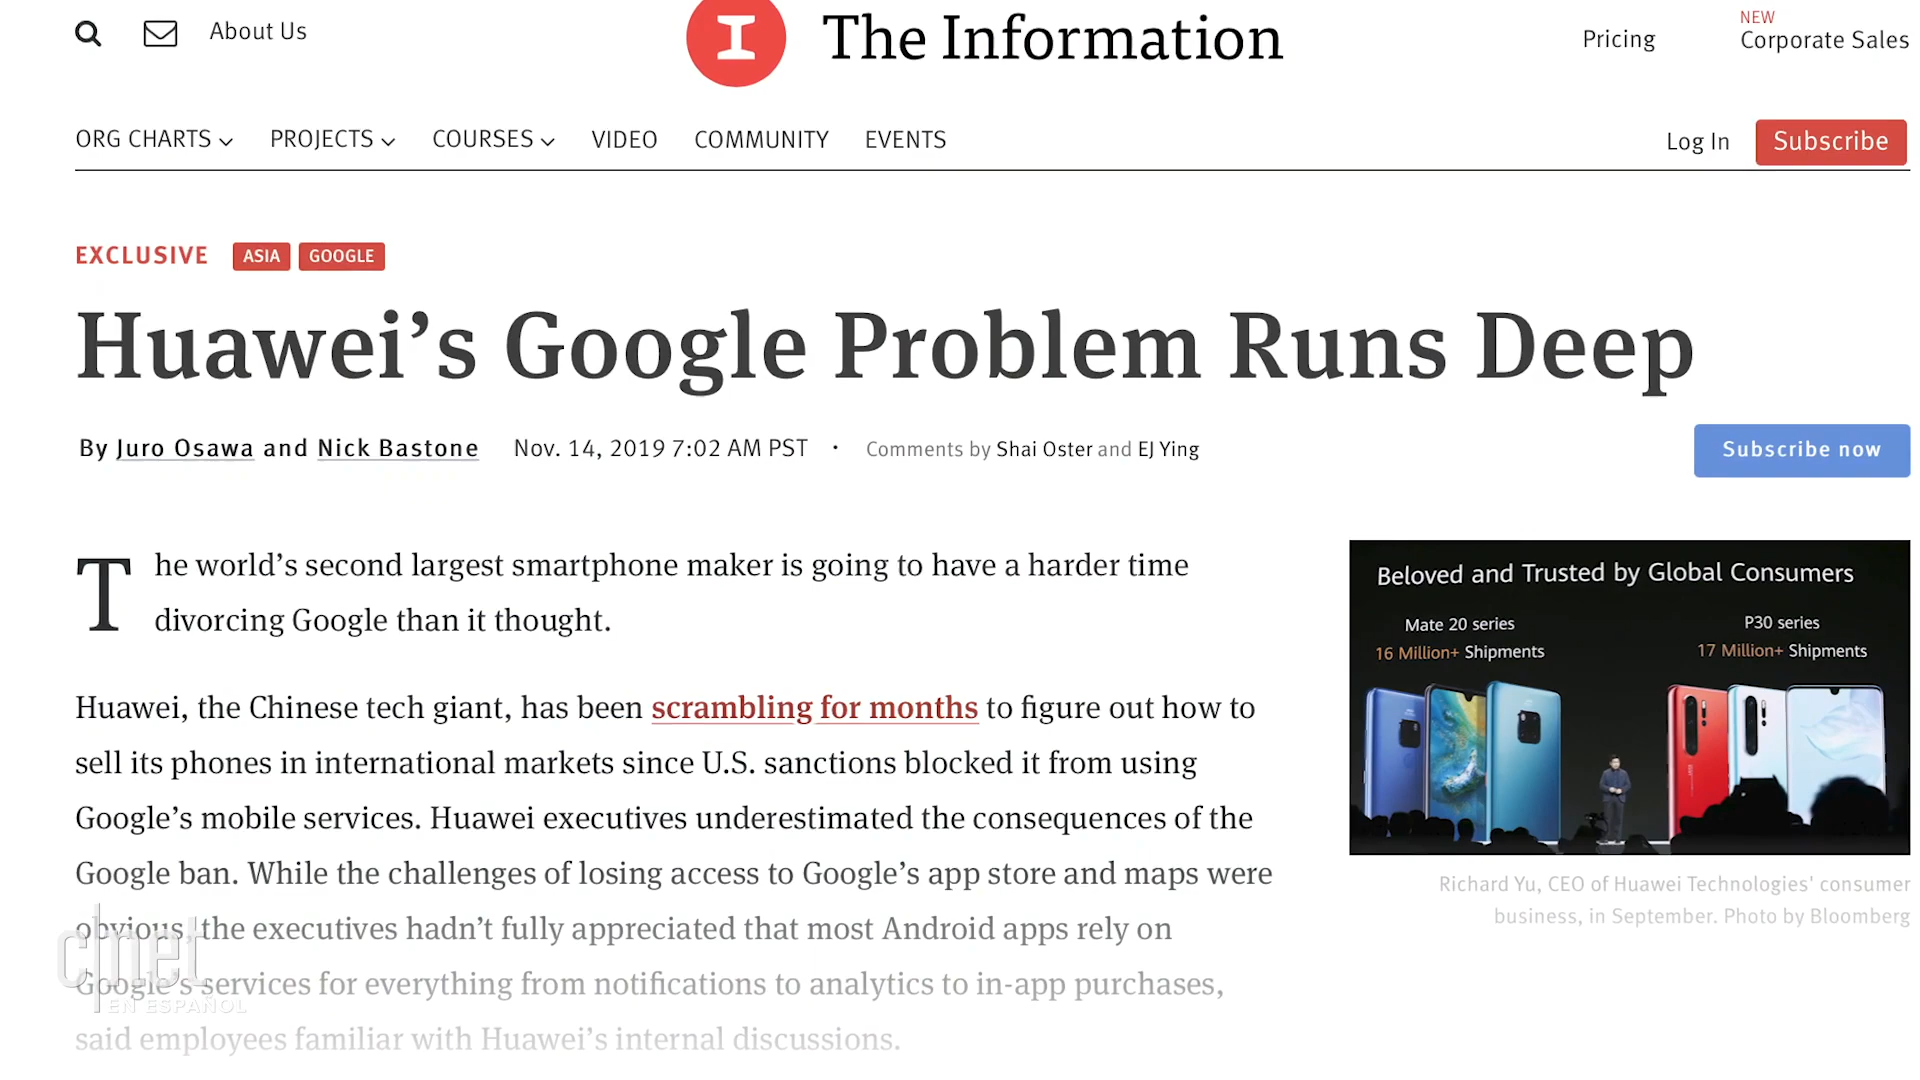 About Us
I
The Information
Pricing
NEW
Corporate Sales
ORG CHARTS
PROJECTS
COURSES
VIDEO
COMMUNITY
EVENTS
Log In
Subscribe
EXCLUSIVE
ASIA
GOOGLE
Huawei’s Google Problem Runs Deep
By Juro Osawa and Nick Bastone
Nov. 14, 2019 7:02 AM PST · Comments by Shai Oster and EJ Ying
Subscribe now
The world’s second largest smartphone maker is going to have a harder time
divorcing Google than it thought.
Huawei, the Chinese tech giant, has been scrambling for months to figure out how to
sell its phones in international markets since U.S. sanctions blocked it from using
Google’s mobile services. Huawei executives underestimated the consequences of the
Google ban. While the challenges of losing access to Google’s app store and maps were
obvious, the executives hadn’t fully appreciated that most Android apps rely on
Google’s services for everything from notifications to analytics to in-app purchases,
said employees familiar with Huawei’s internal discussions.
Beloved and Trusted by Global Consumers
Mate 20 series
16 Million+ Shipments
P30 series
17 Million+ Shipments
Richard Yu, CEO of Huawei Technologies' consumer
business, in September. Photo by Bloomberg
c|net
EN ESPAÑOL